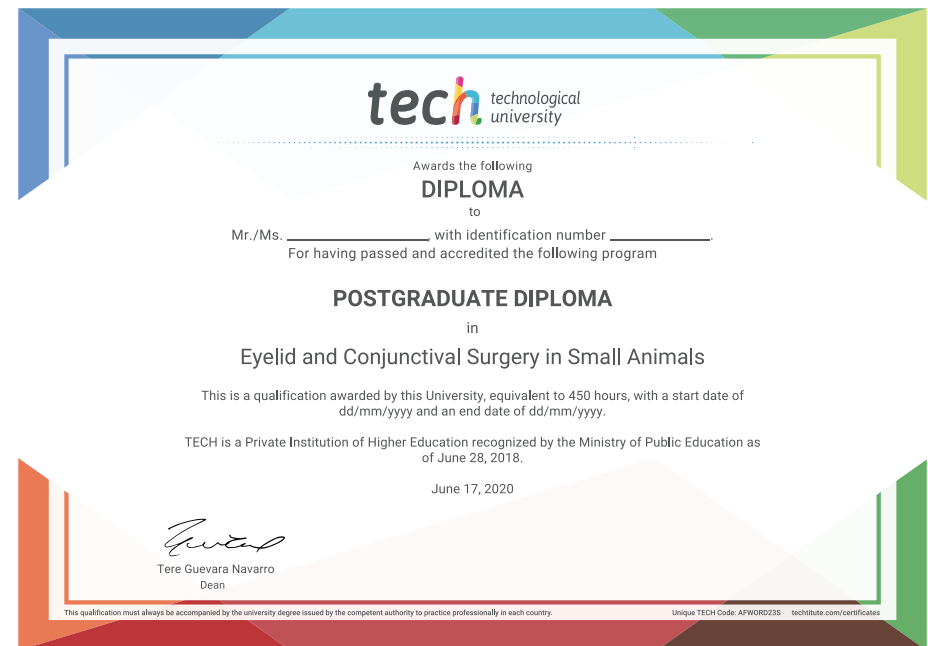 tech technological
university
Awards the following
DIPLOMA
to
Mr./Ms. ____________, with identification number ____________.
For having passed and accredited the following program
POSTGRADUATE DIPLOMA
in
Eyelid and Conjunctival Surgery in Small Animals
This is a qualification awarded by this University, equivalent to 450 hours, with a start date of
dd/mm/yyyy and an end date of dd/mm/yyyy.
TECH is a Private Institution of Higher Education recognized by the Ministry of Public Education as
of June 28, 2018.
June 17, 2020
Tere Guevara Navarro
Dean
This qualification must always be accompanied by the university degree issued by the competent authority to practice professionally in each country.
Unique TECH Code: AFWORD23S techtitute.com/certificates